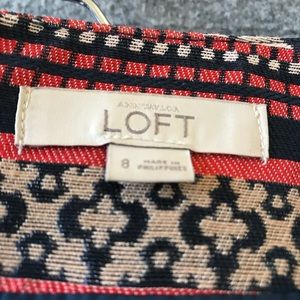 ANN TAYLOR
LOFT
8
MADE IN
PHILIPPINES